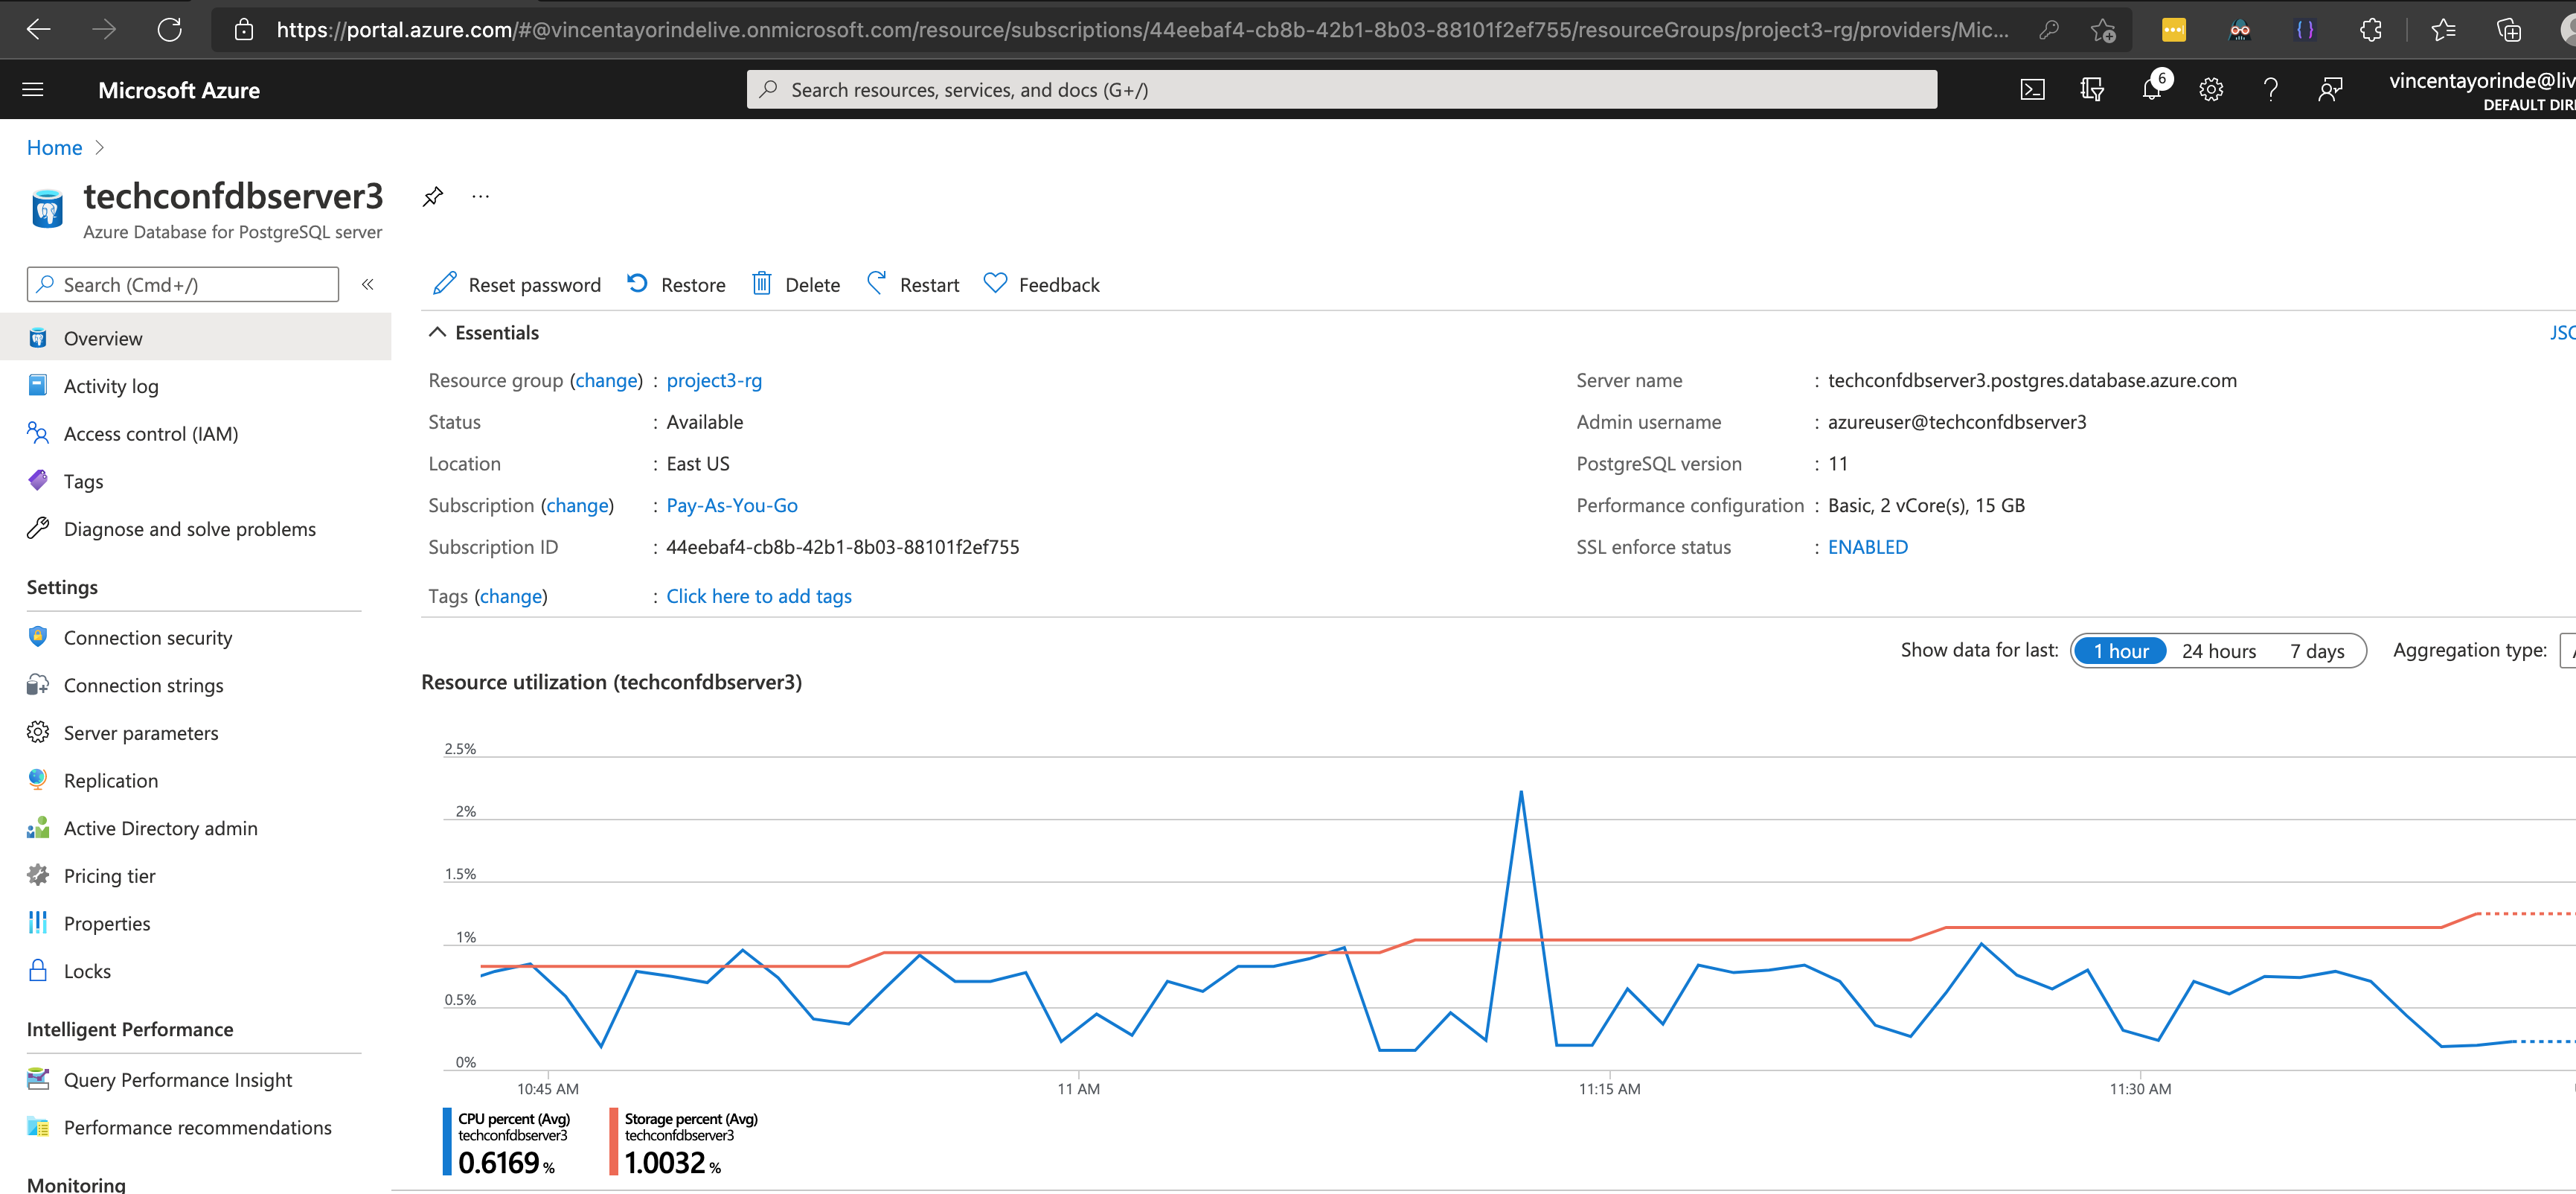 https://portal.azure.com/#@vincentayorindelive.onmicrosoft.com/resource/subscriptions/44eebaf4-cb8b-42b1-8b03-88101f2ef755/resourceGroups/project3-rg/providers/Mic...
Microsoft Azure
Search resources, services, and docs (G+/)
6
vincentayorinde@liv
DEFAULT DIR
Home
techconfdbserver3
Azure Database for PostgreSQL server
Search (Cmd+/)
«
Reset password
Restore
Delete
Restart
Feedback
Overview
Activity log
Access control (IAM)
Tags
Diagnose and solve problems
Settings
Connection security
Connection strings
Server parameters
Replication
Active Directory admin
Pricing tier
Properties
Locks
Intelligent Performance
Query Performance Insight
Performance recommendations
Monitoring
Essentials
JSO
Resource group (change) : project3-rg
Status : Available
Location : East US
Subscription (change) : Pay-As-You-Go
Subscription ID : 44eebaf4-cb8b-42b1-8b03-88101f2ef755
Tags (change) : Click here to add tags
Server name : techconfdbserver3.postgres.database.azure.com
Admin username : azureuser@techconfdbserver3
PostgreSQL version : 11
Performance configuration : Basic, 2 vCore(s), 15 GB
SSL enforce status : ENABLED
Show data for last: 1 hour 24 hours 7 days Aggregation type:
Resource utilization (techconfdbserver3)
2.5%
2%
1.5%
1%
0.5%
0%
10:45 AM 11 AM 11:15 AM 11:30 AM
CPU percent (Avg)
techconfdbserver3
0.6169 %
Storage percent (Avg)
techconfdbserver3
1.0032 %